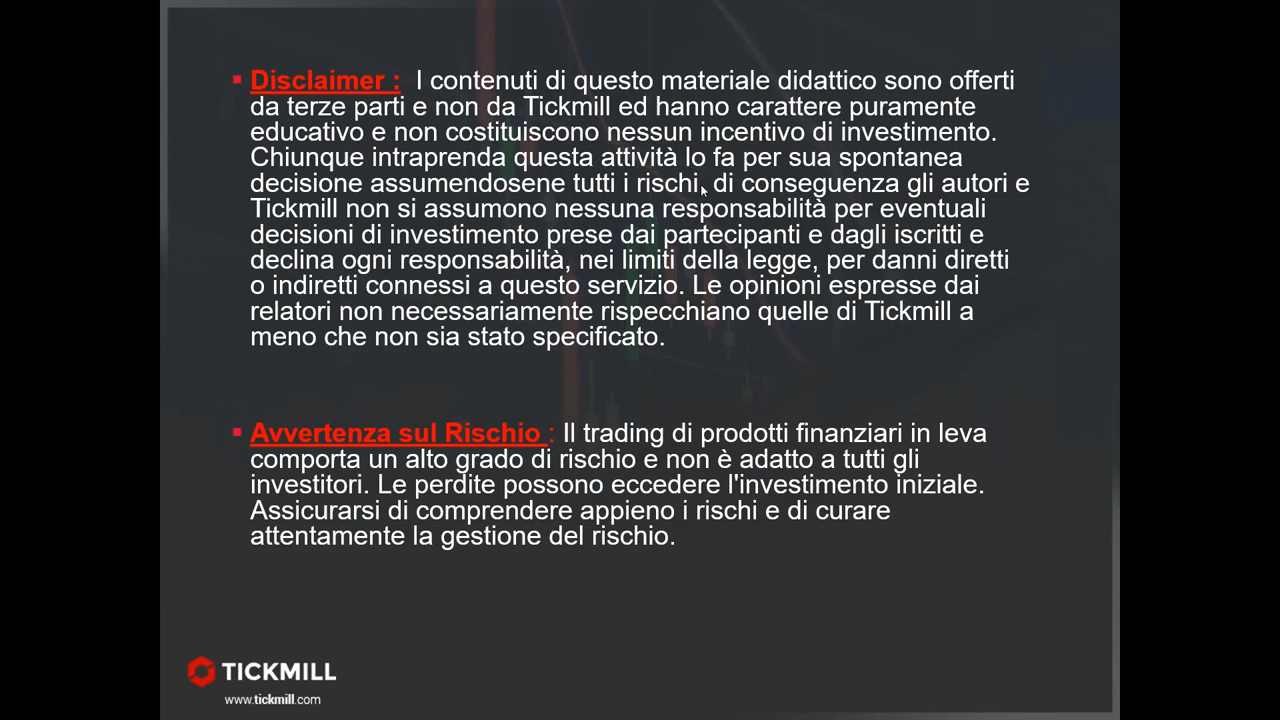 Disclaimer : I contenuti di questo materiale didattico sono offerti
da terze parti e non da Tickmill ed hanno carattere puramente
educativo e non costituiscono nessun incentivo di investimento.
Chiunque intraprenda questa attività lo fa per sua spontanea
decisione assumendosene tutti i rischi, di conseguenza gli autori e
Tickmill non si assumono nessuna responsabilità per eventuali
decisioni di investimento prese dai partecipanti e dagli iscritti e
declina ogni responsabilità, nei limiti della legge, per danni diretti
o indiretti connessi a questo servizio. Le opinioni espresse dai
relatori non necessariamente rispecchiano quelle di Tickmill a
meno che non sia stato specificato.
Avvertenza sul Rischio : Il trading di prodotti finanziari in leva
comporta un alto grado di rischio e non è adatto a tutti gli
investitori. Le perdite possono eccedere l'investimento iniziale.
Assicurarsi di comprendere appieno i rischi e di curare
attentamente la gestione del rischio.
TICKMILL
www.tickmill.com